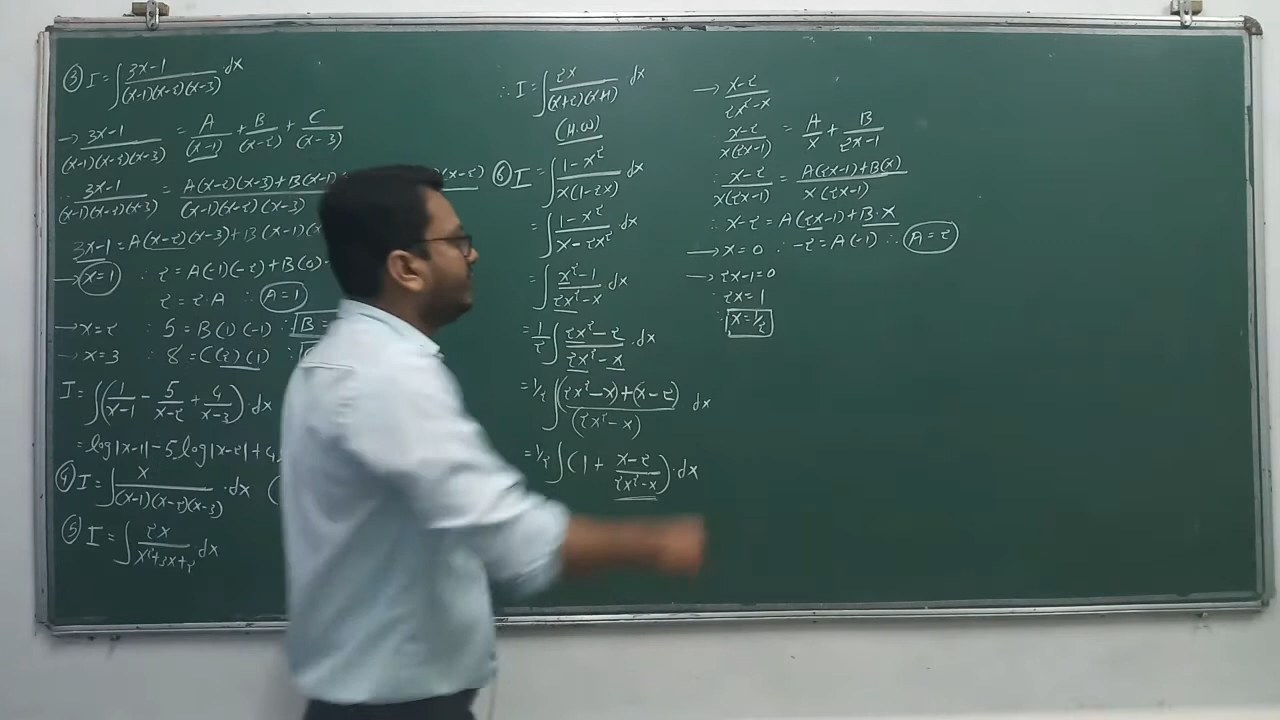 ③ I = ∫ 3x-1 / (x-1)(x-2)(x-3) dx
→ 3x-1 / (x-1)(x-2)(x-3) = A / (x-1) + B / (x-2) + C / (x-3)
∴ 3x-1 / (x-1)(x-2)(x-3) = A(x-2)(x-3)+B(x-1) (x-2) / (x-1)(x-2)(x-3)
3x-1 = A(x-2)(x-3)+B(x-1)(x
→ x=1 ∴ 2 = A(-1)(-2)+B(0)
2 = 2·A ∴ A=1
→ x=2 ∴ 5 = B(1)(-1) ∴ B =
→ x=3 ∴ 8 = C(2)(1) ∴
I = ∫ (1 / x-1 - 5 / x-2 + 4 / x-3)·dx
= log|x-1| - 5 log|x-2| + 4
④ I = ∫ x / (x-1)(x-2)(x-3) ·dx (
⑤ I = ∫ 2x / x²+3x+2 dx
∴ I = ∫ 2x / (x+2)(x+1) dx
(H.W)
⑥ I = ∫ 1-x² / x(1-2x) dx
= ∫ 1-x² / x-2x² ·dx
= ∫ x²-1 / 2x²-x dx
= 1/2 ∫ 2x²-2 / 2x²-x ·dx
= 1/2 ∫ (2x²-x)+(x-2) / (2x²-x) dx
= 1/2 ∫ (1 + x-2 / 2x²-x)·dx
→ x-2 / 2x²-x
∴ x-2 / x(2x-1) = A / x + B / 2x-1
∴ x-2 / x(2x-1) = A(2x-1)+B(x) / x(2x-1)
∴ x-2 = A(2x-1)+B·x
→ x=0 ∴ -2 = A(-1) ∴ A=2
→ 2x-1=0
∴ 2x=1
∴ x=1/2